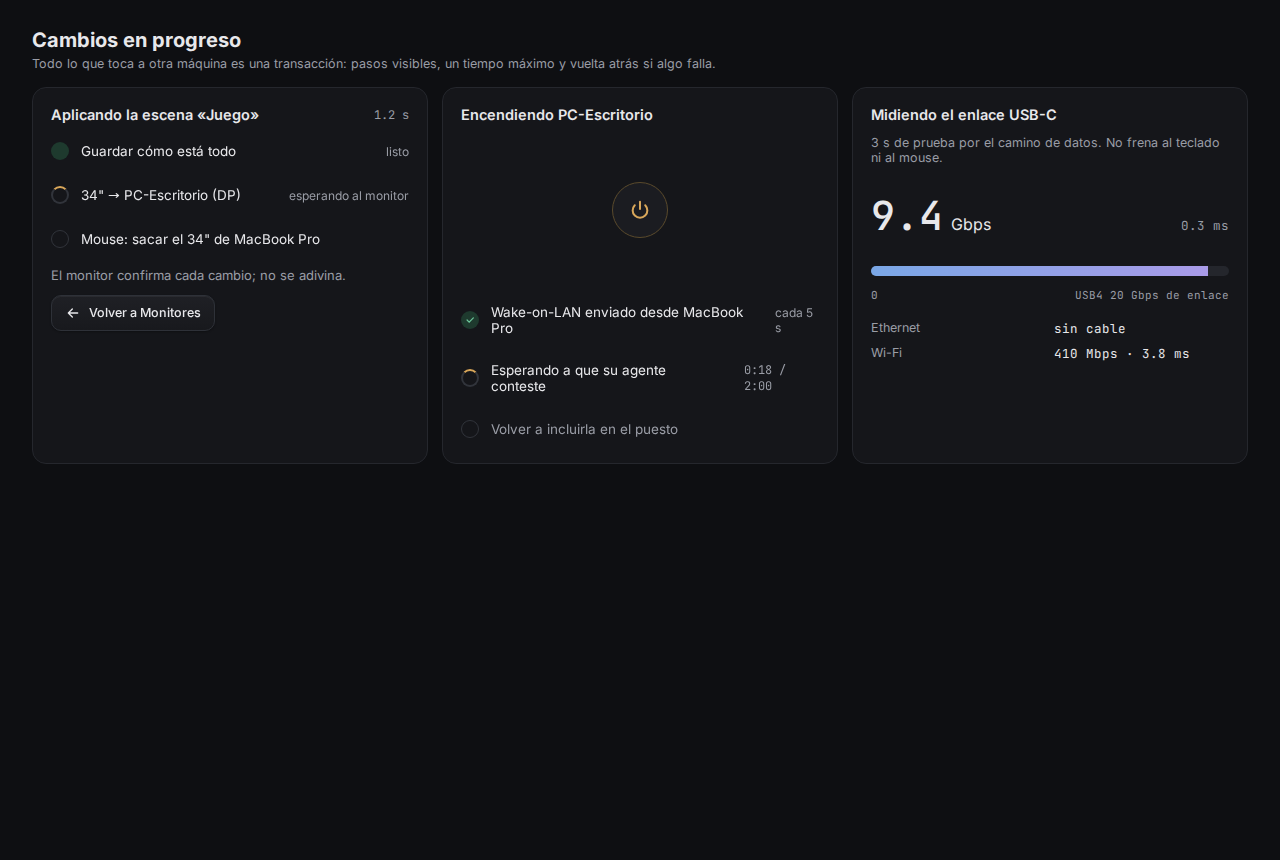 Cambios en progreso
Todo lo que toca a otra máquina es una transacción: pasos visibles, un tiempo máximo y vuelta atrás si algo falla.
Aplicando la escena «Juego»
1.2 s
Guardar cómo está todo
listo
34" → PC-Escritorio (DP)
esperando al monitor
Mouse: sacar el 34" de MacBook Pro
El monitor confirma cada cambio; no se adivina.
← Volver a Monitores
Encendiendo PC-Escritorio
Wake-on-LAN enviado desde MacBook
Pro
cada 5
s
Esperando a que su agente
conteste
0:18 /
2:00
Volver a incluirla en el puesto
Midiendo el enlace USB-C
3 s de prueba por el camino de datos. No frena al teclado
ni al mouse.
9.4 Gbps
0.3 ms
0
USB4 20 Gbps de enlace
Ethernet
sin cable
Wi-Fi
410 Mbps · 3.8 ms